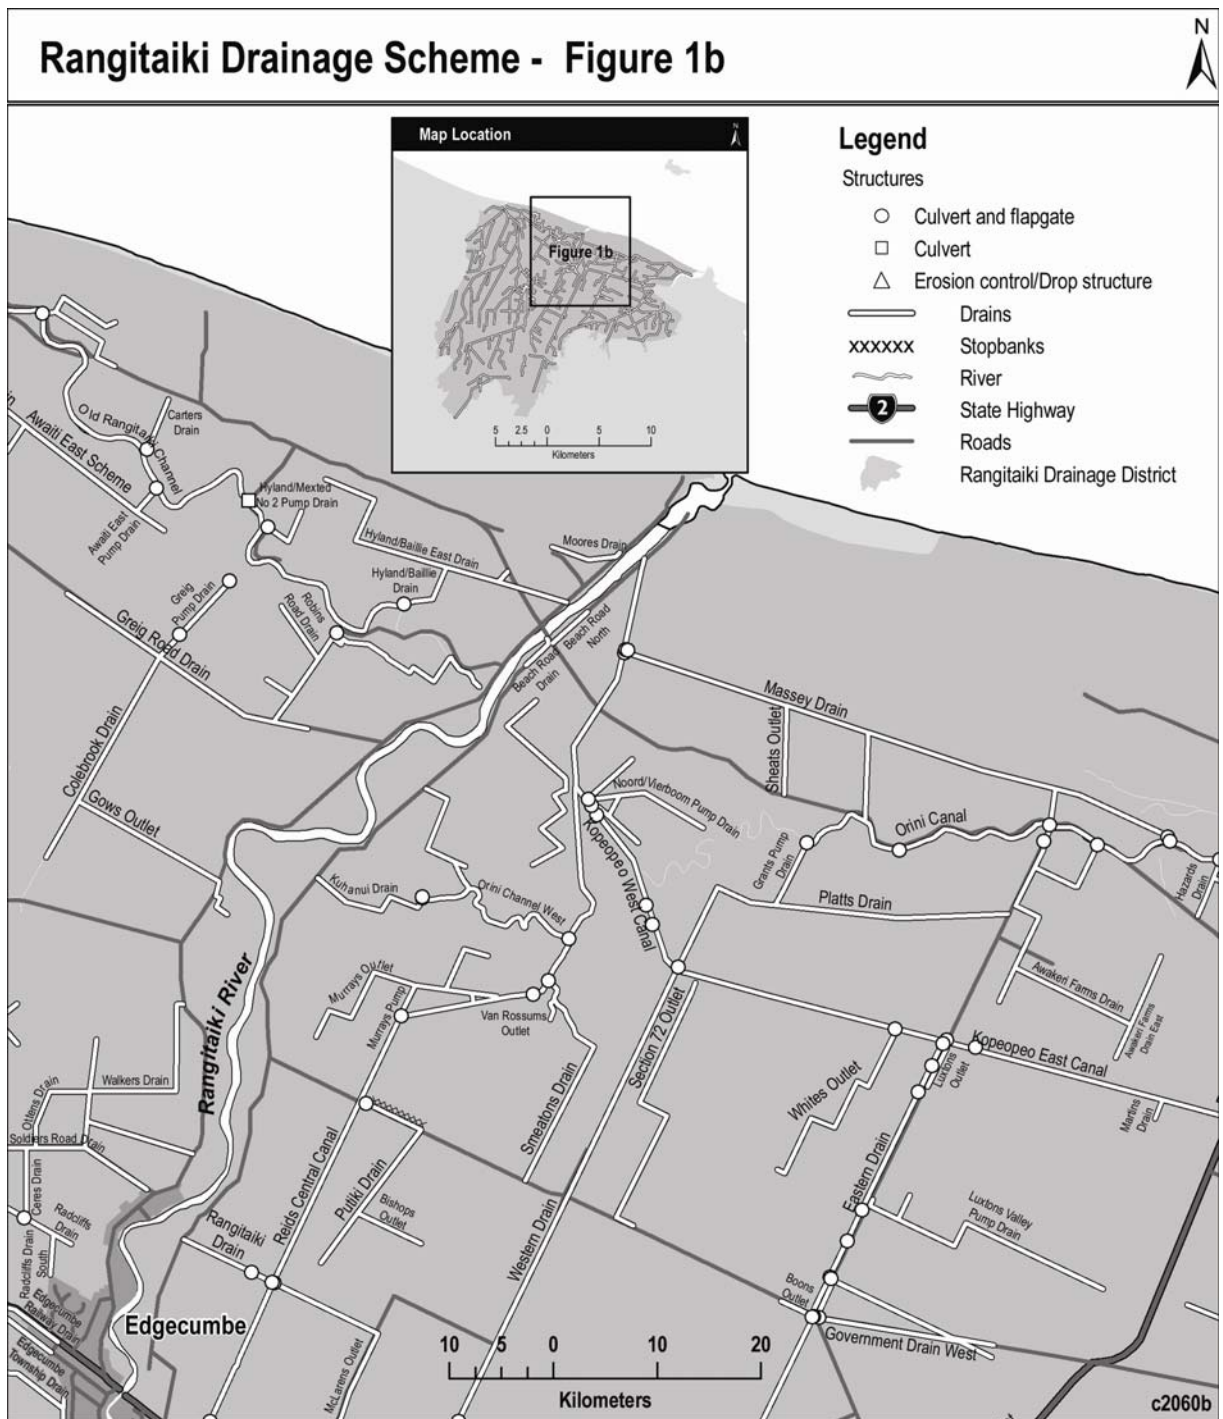 Rangitaiki Drainage Scheme - Figure 1b
N
Map Location
N
Figure 1b
5 2.5 0 5 10
Kilometers
Legend
Structures
Culvert and flapgate
Culvert
Erosion control/Drop structure
Drains
xxxxxx Stopbanks
River
2 State Highway
Roads
Rangitaiki Drainage District
Carters
Drain
Old Rangitaiki Channel
Awaiti East Scheme
Awaiti East
Pump Drain
Hyland/Mexted
No 2 Pump Drain
Hyland/Baillie East Drain
Moores Drain
Hyland/Baillie
Drain
Greig
Pump Drain
Robins
Road Drain
Greig Road Drain
Beach Road
North
Beach Road
Drain
Massey Drain
Sheats Outlet
Colebrook Drain
Gows Outlet
Noord/Vierboom Pump Drain
Orini Canal
Kopeopeo West Canal
Grants Pump
Drain
Hazards
Drain
Kuhanui Drain
Orini Channel West
Platts Drain
Rangitaiki River
Murrays Outlet
Murrays Pump
Van Rossums
Outlet
Section 72 Outlet
Awakeri Farms Drain
Awakeri Farms
Drain East
Kopeopeo East Canal
Luxtons
Outlet
Whites Outlet
Martins
Drain
Walkers Drain
Ottens Drain
Soldiers Road Drain
Smeatons Drain
Ceres Drain
Radcliffs
Drain
Radcliffs Drain
South
Rangitaiki
Drain
Reids Central Canal
Putiki Drain
Bishops
Outlet
Western Drain
Eastern Drain
Luxtons Valley
Pump Drain
Boons
Outlet
Government Drain West
Edgecumbe
Railway Drain
Edgecumbe
Edgecumbe
Township Drain
McLarens Outlet
10 5 0 10 20
Kilometers
c2060b